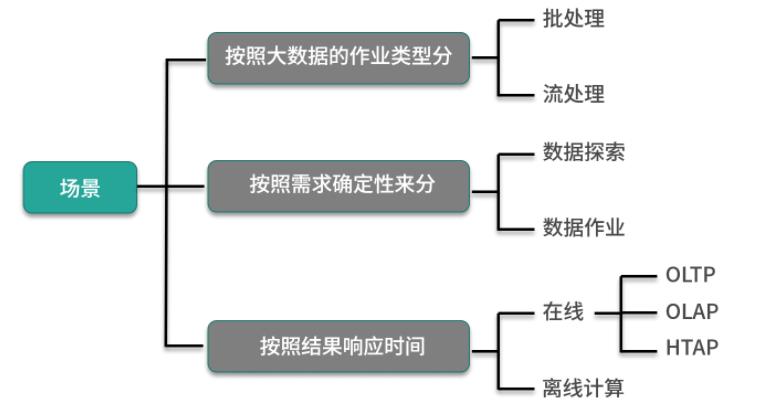 场景
按照大数据的作业类型分
批处理
流处理
按照需求确定性来分
数据探索
数据作业
按照结果响应时间
在线
OLTP
OLAP
HTAP
离线计算